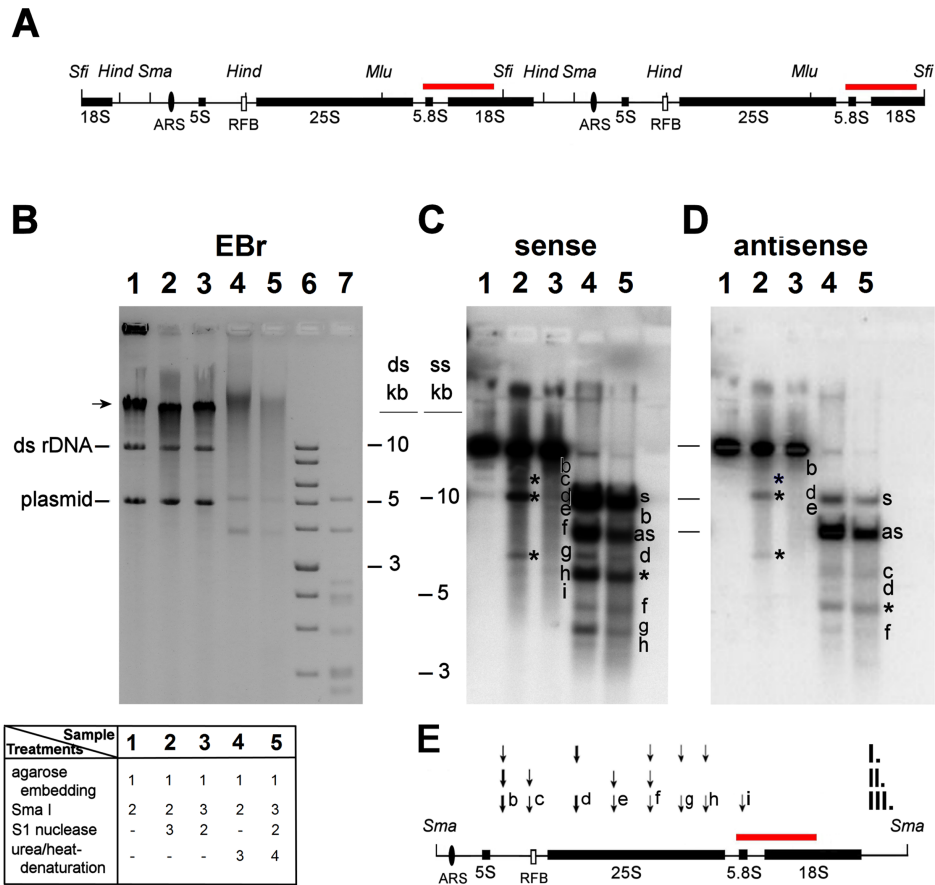 A
Sfi Hind Sma Hind Mlu Sfi Hind Sma Hind Mlu Sfi
18S ARS 5S RFB 25S 5.8S 18S ARS 5S RFB 25S 5.8S 18S
B
EBr
1 2 3 4 5 6 7
ds rDNA
plasmid
ds ss
kb kb
10
5 10
3
5
3
C
sense
1 2 3 4 5
b
c *
d *
e
f
g *
h
i
s
b
as
d
*
f
g
h
D
antisense
1 2 3 4 5
b
* d
* e
*
s
as
c
d
*
f
Sample
Treatments
1 2 3 4 5
agarose embedding 1 1 1 1 1
Sma I 2 2 3 2 3
S1 nuclease - 3 2 - 2
urea/heat-denaturation - - - 3 4
E
I.
II.
b c d e f g h i III.
Sma Sma
ARS 5S RFB 25S 5.8S 18S